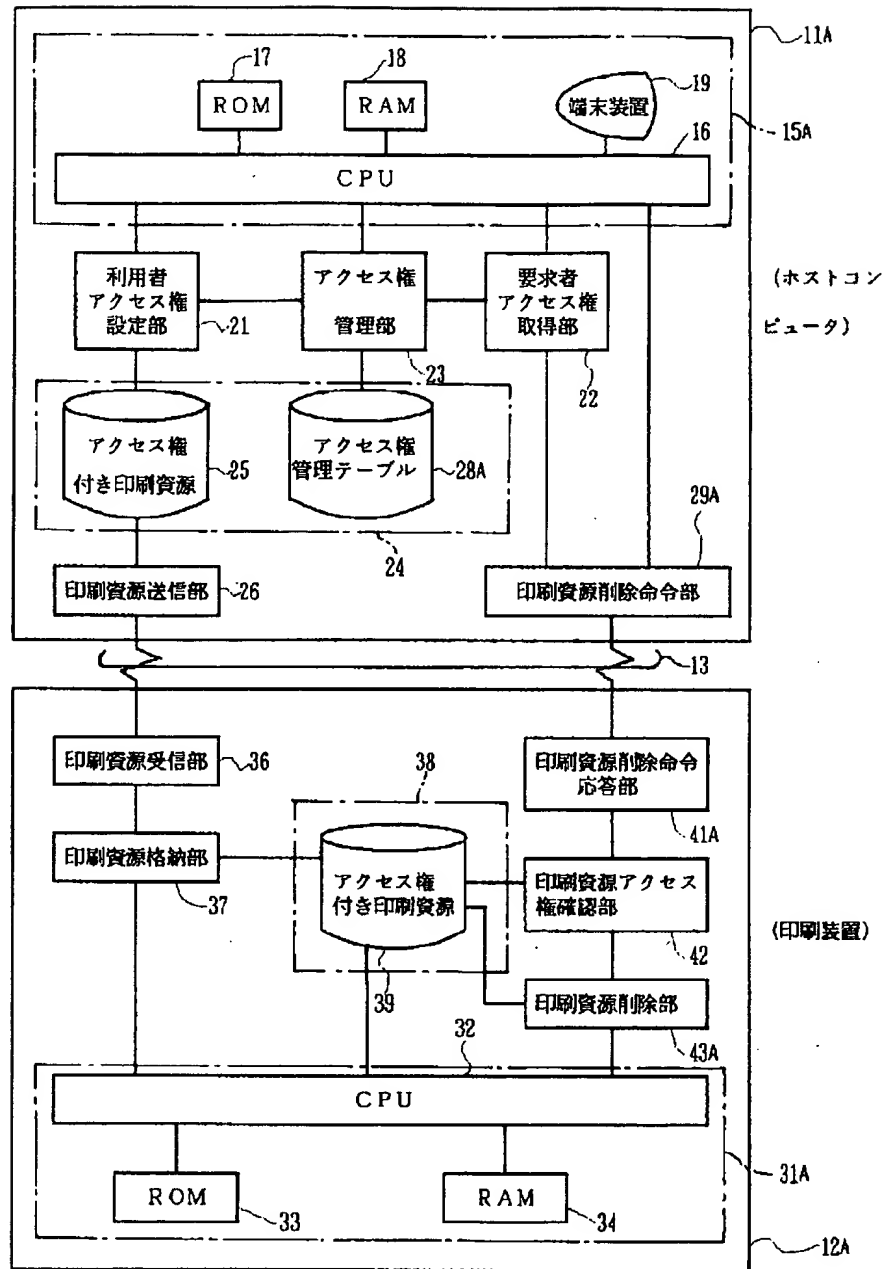 11A
17
18
19
ROM
RAM
端末装置
16
15A
CPU
利用者
アクセス権
設定部
21
アクセス権
管理部
23
要求者
アクセス権
取得部
22
(ホストコン
ピュータ)
アクセス権
付き印刷資源
25
アクセス権
管理テーブル
28A
24
29A
印刷資源送信部
26
印刷資源削除命令部
13
印刷資源受信部
36
38
印刷資源削除命令
応答部
41A
印刷資源格納部
37
アクセス権
付き印刷資源
39
印刷資源アクセス
権確認部
42
(印刷装置)
印刷資源削除部
43A
32
CPU
ROM
33
RAM
34
31A
12A